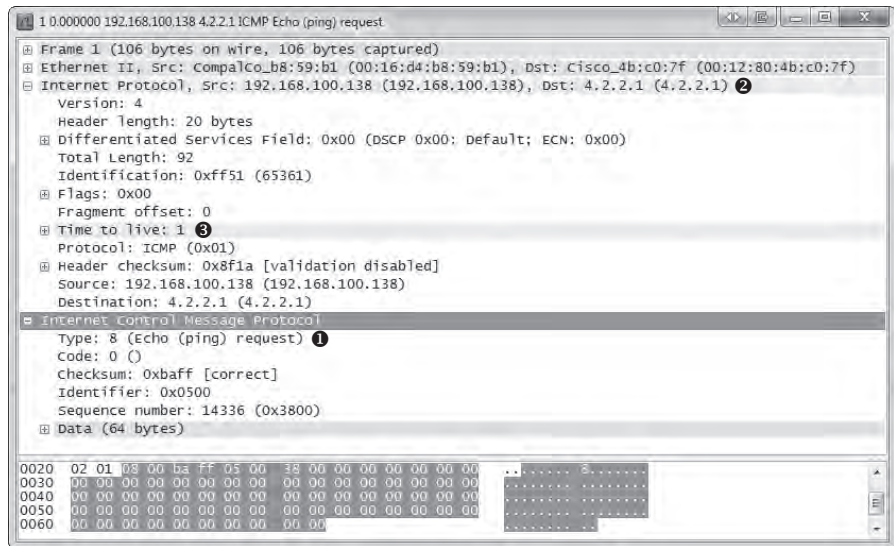 1 0.000000 192.168.100.138 4.2.2.1 ICMP Echo (ping) request
Frame 1 (106 bytes on wire, 106 bytes captured)
Ethernet II, Src: CompalCo_b8:59:b1 (00:16:d4:b8:59:b1), Dst: Cisco_4b:c0:7f (00:12:80:4b:c0:7f)
Internet Protocol, Src: 192.168.100.138 (192.168.100.138), Dst: 4.2.2.1 (4.2.2.1) ❷
Version: 4
Header length: 20 bytes
Differentiated Services Field: 0x00 (DSCP 0x00: Default; ECN: 0x00)
Total Length: 92
Identification: 0xff51 (65361)
Flags: 0x00
Fragment offset: 0
Time to live: 1 ❸
Protocol: ICMP (0x01)
Header checksum: 0x8f1a [validation disabled]
Source: 192.168.100.138 (192.168.100.138)
Destination: 4.2.2.1 (4.2.2.1)
Internet Control Message Protocol
Type: 8 (Echo (ping) request) ❶
Code: 0 ()
Checksum: 0xbaff [correct]
Identifier: 0x0500
Sequence number: 14336 (0x3800)
Data (64 bytes)
0020 02 01 08 00 ba ff 05 00 38 00 00 00 00 00 00 00 ........ 8.......
0030 00 00 00 00 00 00 00 00 00 00 00 00 00 00 00 00 ........ ........
0040 00 00 00 00 00 00 00 00 00 00 00 00 00 00 00 00 ........ ........
0050 00 00 00 00 00 00 00 00 00 00 00 00 00 00 00 00 ........ ........
0060 00 00 00 00 00 00 00 00 00 00 ........ ..